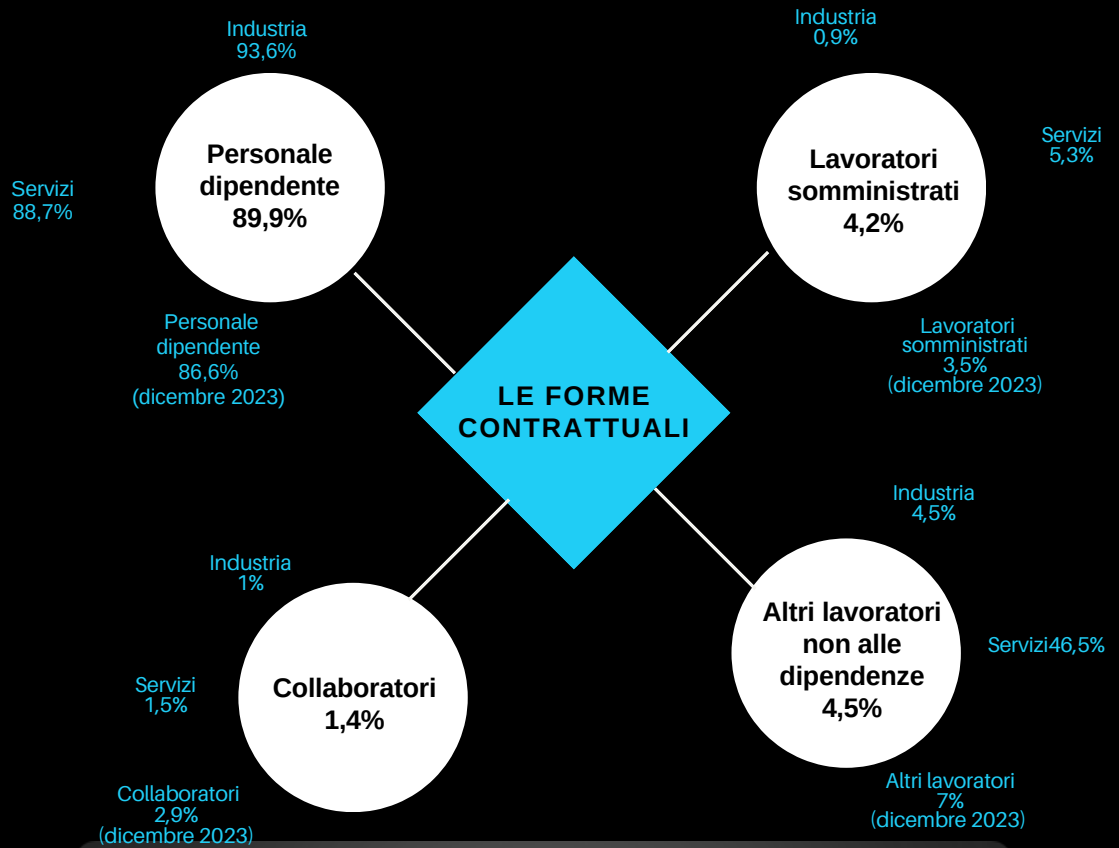 Industria
93,6%
Personale
dipendente
89,9%
Servizi
88,7%
Personale
dipendente
86,6%
(dicembre 2023)
Industria
0,9%
Lavoratori
somministrati
4,2%
Servizi
5,3%
Lavoratori
somministrati
3,5%
(dicembre 2023)
LE FORME
CONTRATTUALI
Industria
1%
Collaboratori
1,4%
Servizi
1,5%
Collaboratori
2,9%
(dicembre 2023)
Industria
4,5%
Altri lavoratori
non alle
dipendenze
4,5%
Servizi46,5%
Altri lavoratori
7%
(dicembre 2023)